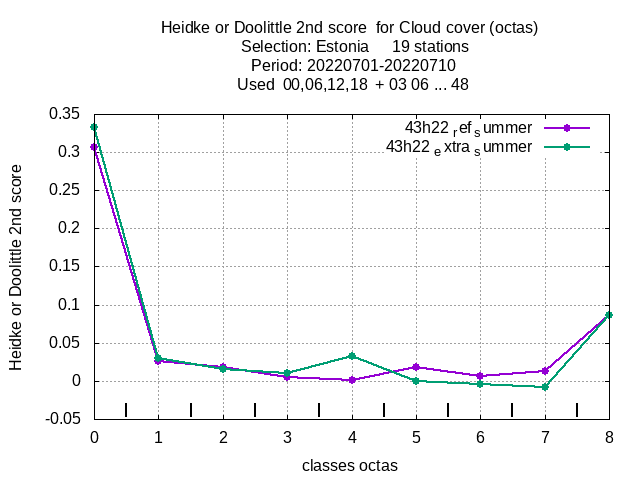 Heidke or Doolittle 2nd score  for Cloud cover (octas)
Selection: Estonia     19 stations
Period: 20220701-20220710
Used  00,06,12,18  + 03 06 ... 48
43h22 ref summer
43h22 extra summer
Heidke or Doolittle 2nd score
0.35
0.3
0.25
0.2
0.15
0.1
0.05
0
-0.05
0 1 2 3 4 5 6 7 8
classes octas